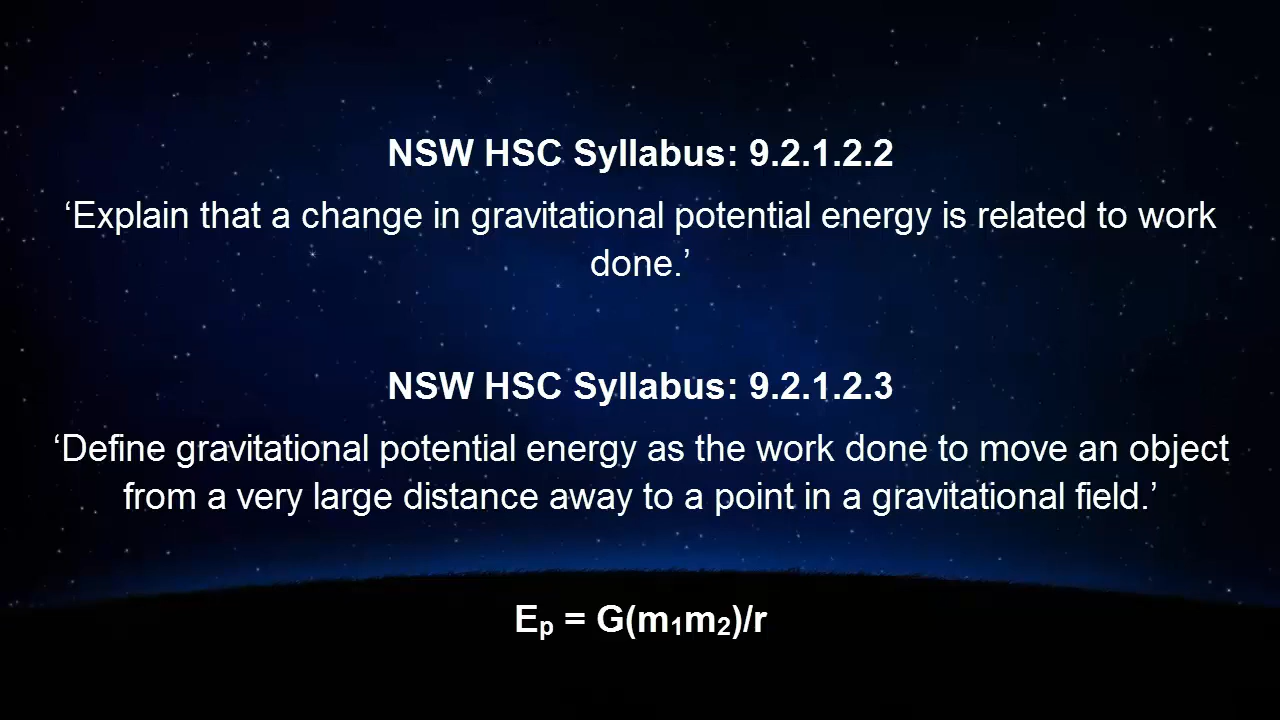 NSW HSC Syllabus: 9.2.1.2.2
‘Explain that a change in gravitational potential energy is related to work
done.’
NSW HSC Syllabus: 9.2.1.2.3
‘Define gravitational potential energy as the work done to move an object
from a very large distance away to a point in a gravitational field.’
Eₚ = G(m₁m₂)/r